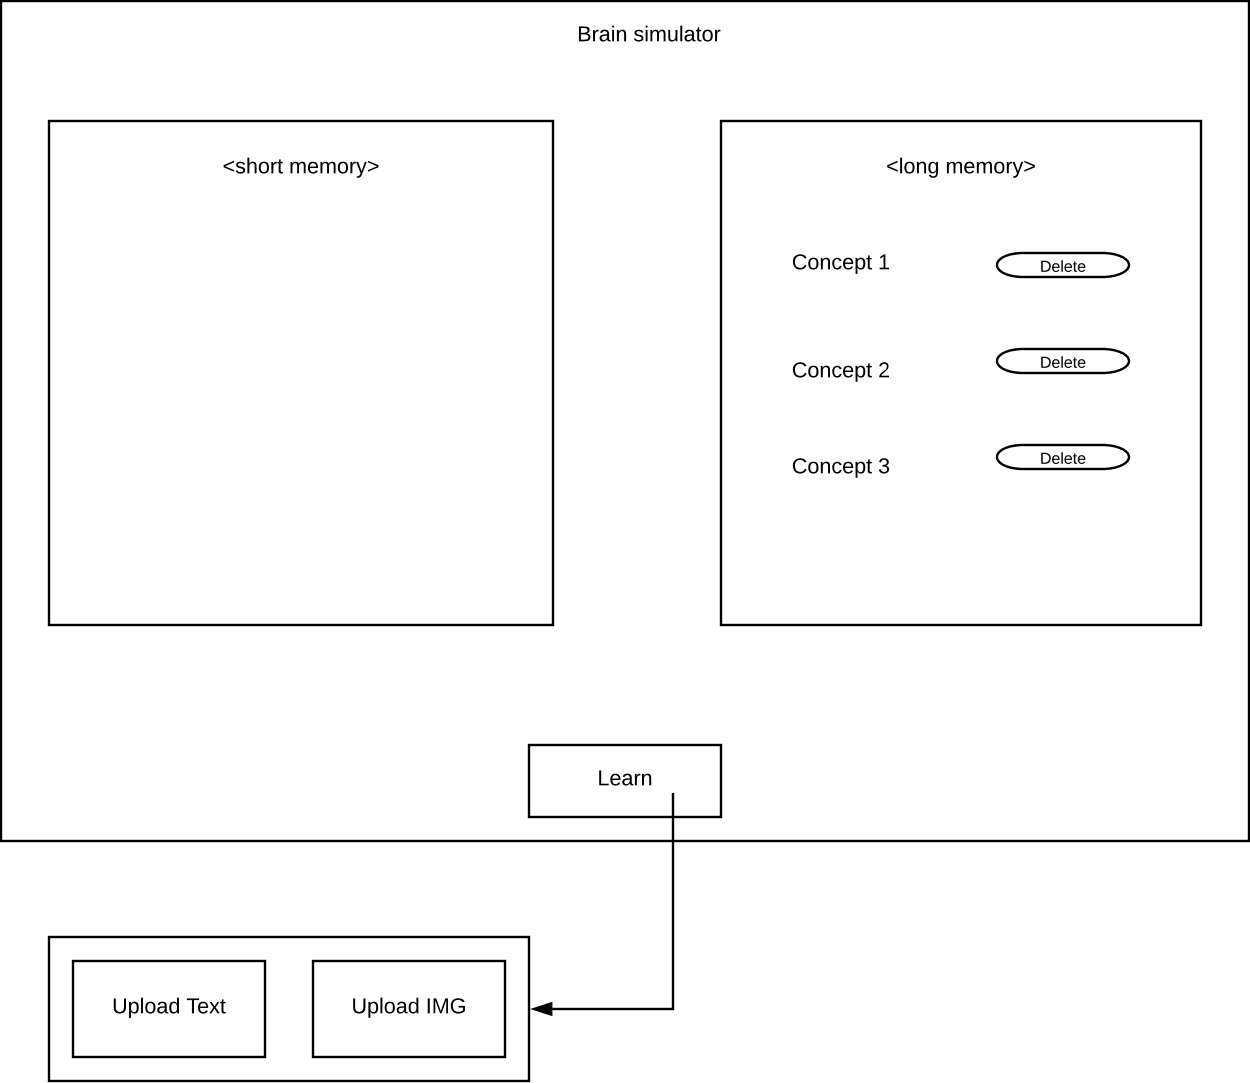 Brain simulator
<short memory>
<long memory>
Concept 1
Delete
Concept 2
Delete
Concept 3
Delete
Learn
Upload Text
Upload IMG